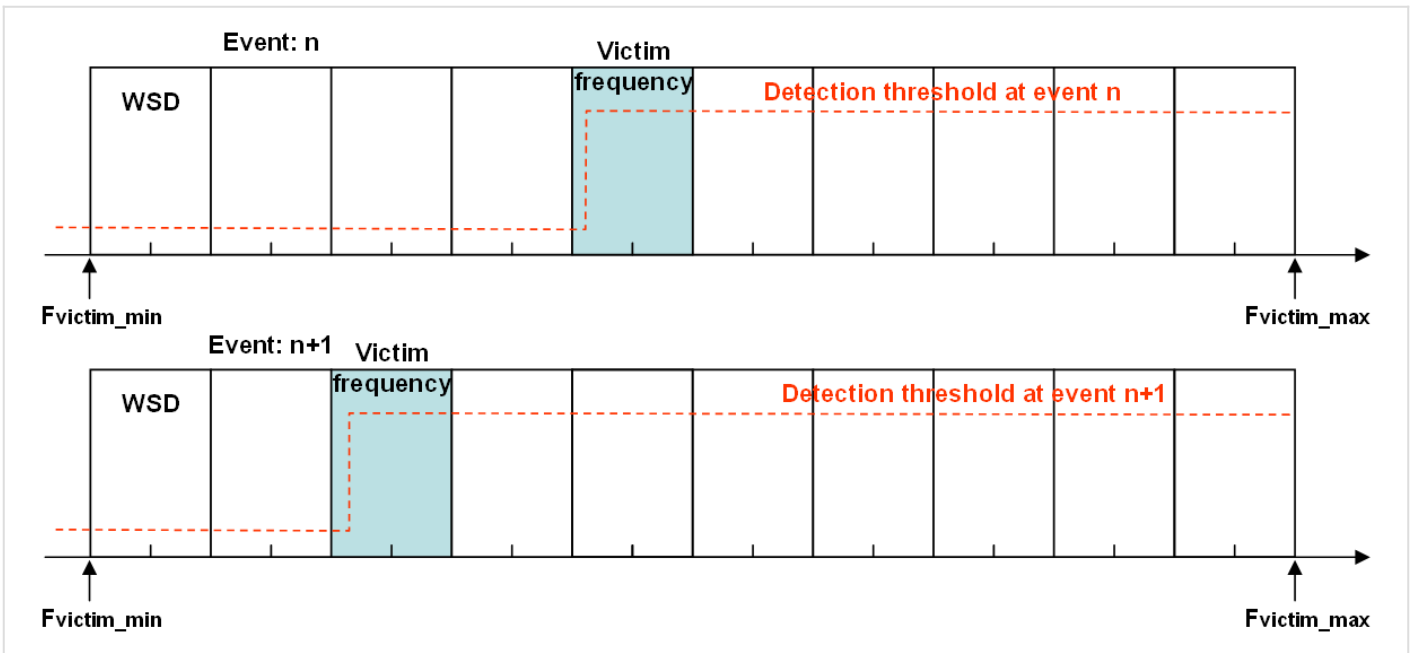 Event: n
Victim
frequency
WSD
Detection threshold at event n
Fvictim_min
Fvictim_max
Event: n+1
Victim
frequency
WSD
Detection threshold at event n+1
Fvictim_min
Fvictim_max